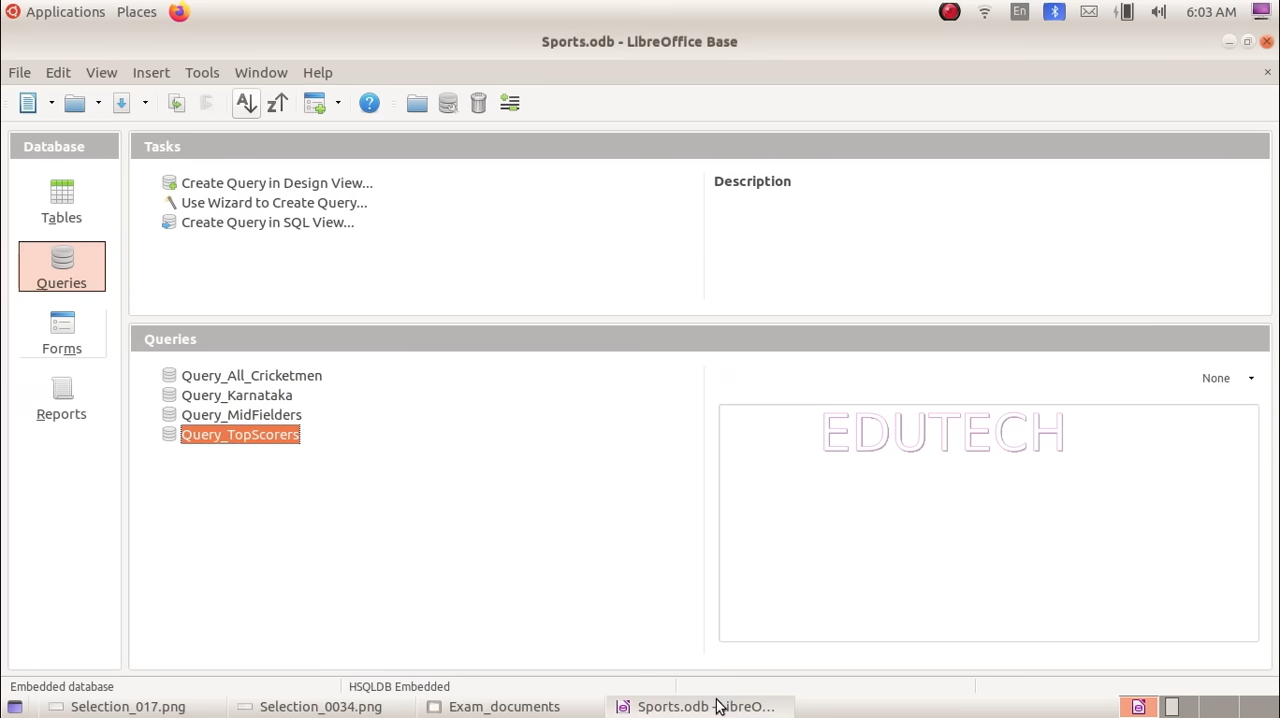 Applications Places En 6:03 AM
Sports.odb - LibreOffice Base
File Edit View Insert Tools Window Help
Database
Tables
Queries
Forms
Reports
Tasks
Create Query in Design View...
Use Wizard to Create Query...
Create Query in SQL View...
Description
Queries
Query_All_Cricketmen
Query_Karnataka
Query_MidFielders
Query_TopScorers
None
EDUTECH
Embedded database HSQLDB Embedded
Selection_017.png Selection_0034.png Exam_documents Sports.odb - LibreO...